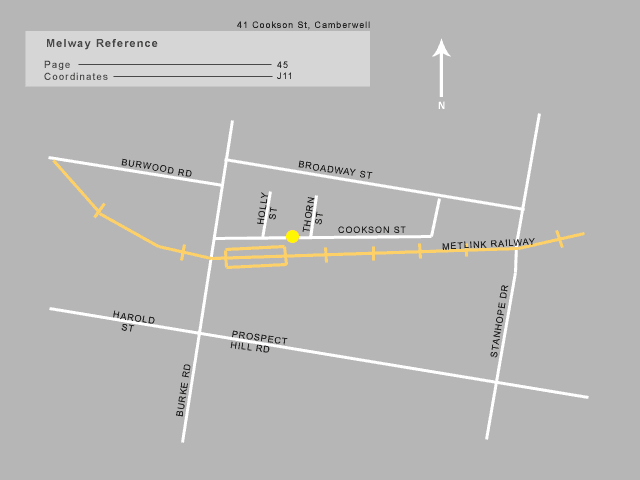 41 Cookson St, Camberwell
Melway Reference
Page 45
Coordinates J11
N
BURWOOD RD
BROADWAY ST
HOLLY
ST
THORN
ST
COOKSON ST
METLINK RAILWAY
STANHOPE DR
HAROLD
ST
PROSPECT
HILL RD
BURKE RD